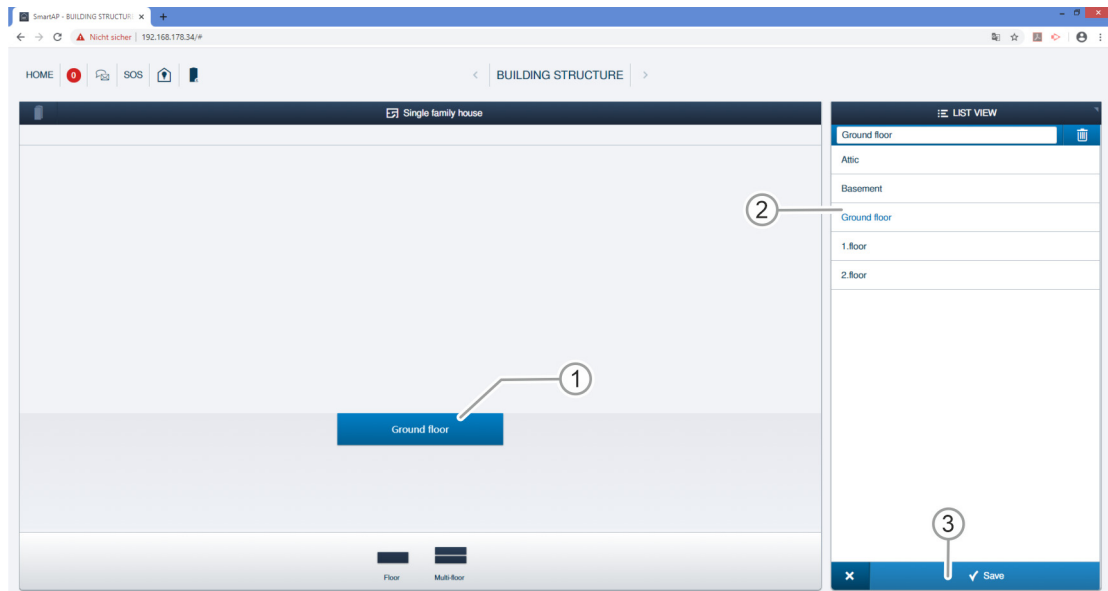 SmartAP - BUILDING STRUCTUR
Nicht sicher | 192.168.178.34/#
HOME 0 SOS BUILDING STRUCTURE
Single family house
LIST VIEW
Ground floor
Attic
Basement
2
Ground floor
1.floor
2.floor
1
Ground floor
3
Floor Multi-floor
Save